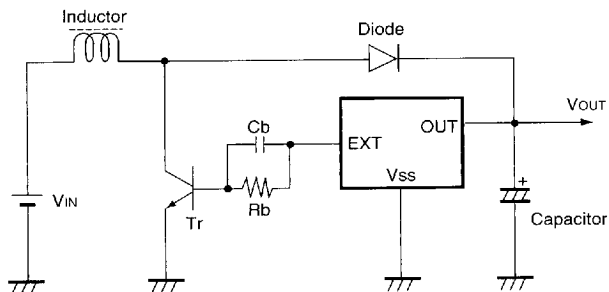 Inductor
Diode
VOUT
Cb
EXT
OUT
VSS
VIN
Rb
Tr
+
Capacitor